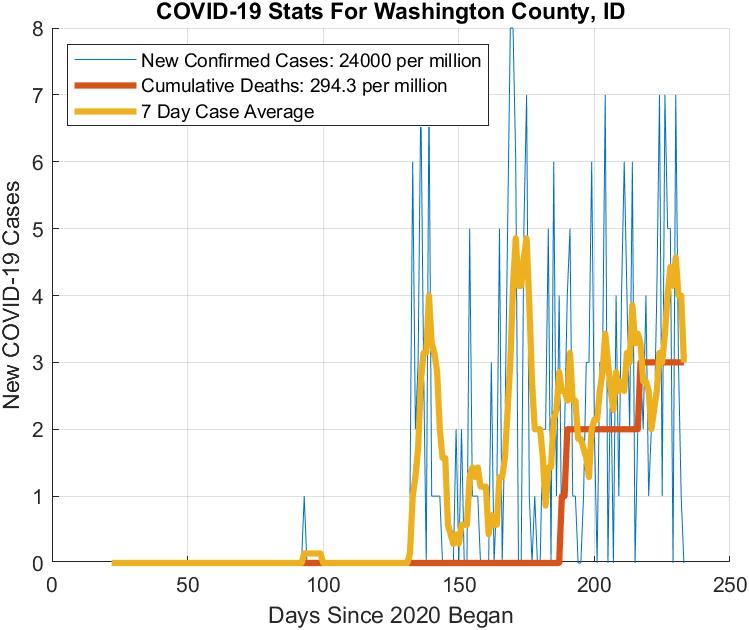 COVID-19 Stats For Washington County, ID
8
New Confirmed Cases: 24000 per million
Cumulative Deaths: 294.3 per million
7 Day Case Average
7
6
5
4
3
2
1
0
New COVID-19 Cases
0 50 100 150 200 250
Days Since 2020 Began